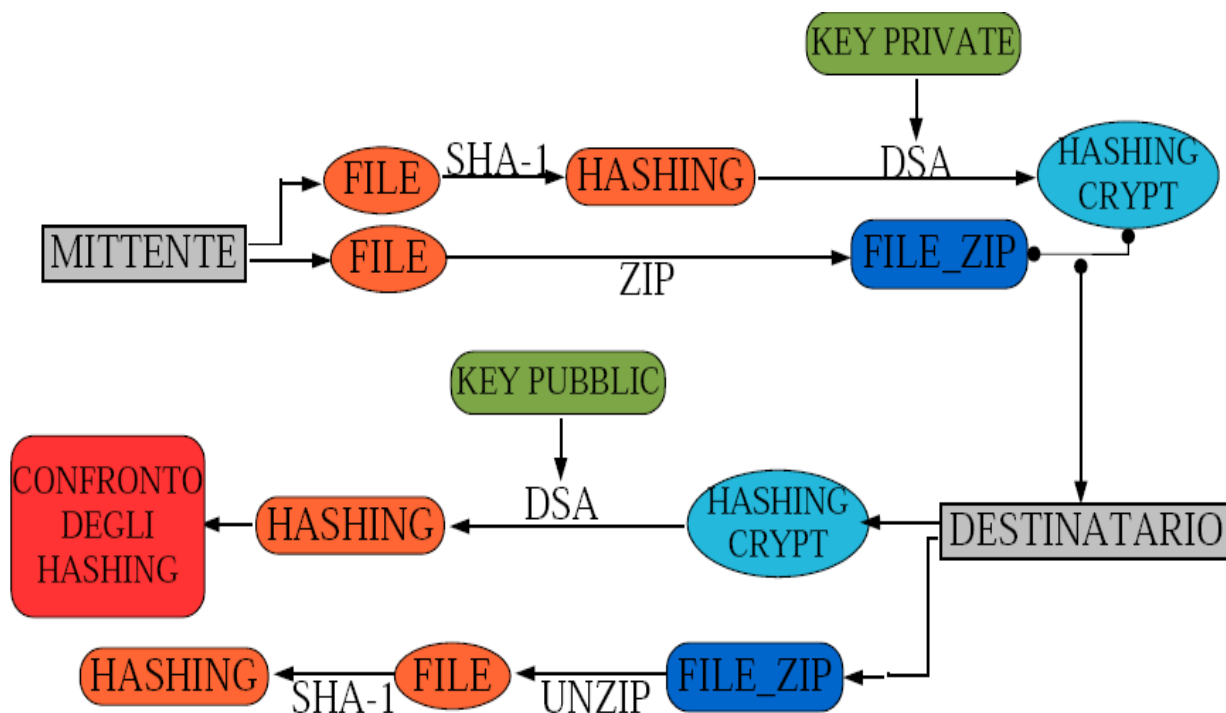 KEY PRIVATE
FILE
SHA-1
HASHING
DSA
HASHING
CRYPT
MITTENTE
FILE
ZIP
FILE_ZIP
KEY PUBBLIC
CONFRONTO
DEGLI
HASHING
HASHING
DSA
HASHING
CRYPT
DESTINATARIO
HASHING
SHA-1
FILE
UNZIP
FILE_ZIP